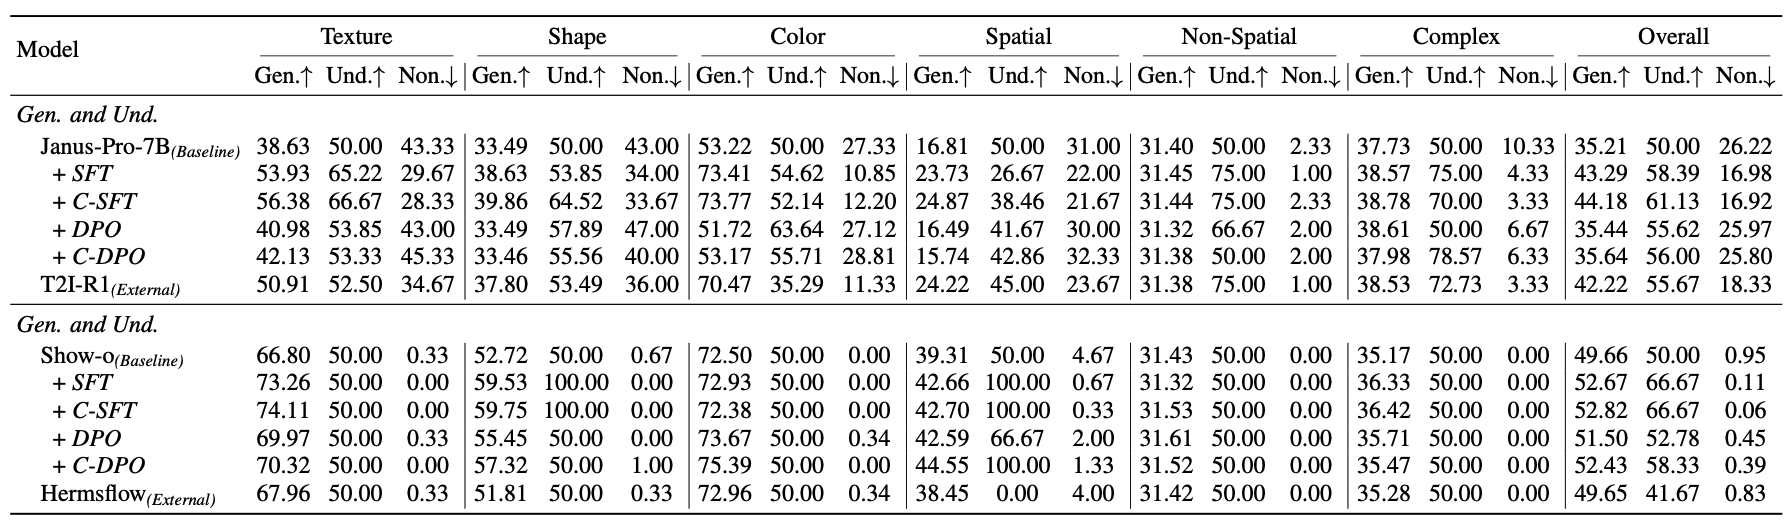 Model Texture Shape Color Spatial Non-Spatial Complex Overall
Gen.↑ Und.↑ Non.↓ Gen.↑ Und.↑ Non.↓ Gen.↑ Und.↑ Non.↓ Gen.↑ Und.↑ Non.↓ Gen.↑ Und.↑ Non.↓ Gen.↑ Und.↑ Non.↓ Gen.↑ Und.↑ Non.↓
Gen. and Und.
Janus-Pro-7B(Baseline) 38.63 50.00 43.33 33.49 50.00 43.00 53.22 50.00 27.33 16.81 50.00 31.00 31.40 50.00 2.33 37.73 50.00 10.33 35.21 50.00 26.22
+ SFT 53.93 65.22 29.67 38.63 53.85 34.00 73.41 54.62 10.85 23.73 26.67 22.00 31.45 75.00 1.00 38.57 75.00 4.33 43.29 58.39 16.98
+ C-SFT 56.38 66.67 28.33 39.86 64.52 33.67 73.77 52.14 12.20 24.87 38.46 21.67 31.44 75.00 2.33 38.78 70.00 3.33 44.18 61.13 16.92
+ DPO 40.98 53.85 43.00 33.49 57.89 47.00 51.72 63.64 27.12 16.49 41.67 30.00 31.32 66.67 2.00 38.61 50.00 6.67 35.44 55.62 25.97
+ C-DPO 42.13 53.33 45.33 33.46 55.56 40.00 53.17 55.71 28.81 15.74 42.86 32.33 31.38 50.00 2.00 37.98 78.57 6.33 35.64 56.00 25.80
T2I-R1(External) 50.91 52.50 34.67 37.80 53.49 36.00 70.47 35.29 11.33 24.22 45.00 23.67 31.38 75.00 1.00 38.53 72.73 3.33 42.22 55.67 18.33
Gen. and Und.
Show-o(Baseline) 66.80 50.00 0.33 52.72 50.00 0.67 72.50 50.00 0.00 39.31 50.00 4.67 31.43 50.00 0.00 35.17 50.00 0.00 49.66 50.00 0.95
+ SFT 73.26 50.00 0.00 59.53 100.00 0.00 72.93 50.00 0.00 42.66 100.00 0.67 31.32 50.00 0.00 36.33 50.00 0.00 52.67 66.67 0.11
+ C-SFT 74.11 50.00 0.00 59.75 100.00 0.00 72.38 50.00 0.00 42.70 100.00 0.33 31.53 50.00 0.00 36.42 50.00 0.00 52.82 66.67 0.06
+ DPO 69.97 50.00 0.33 55.45 50.00 0.00 73.67 50.00 0.34 42.59 66.67 2.00 31.61 50.00 0.00 35.71 50.00 0.00 51.50 52.78 0.45
+ C-DPO 70.32 50.00 0.00 57.32 50.00 1.00 75.39 50.00 0.00 44.55 100.00 1.33 31.52 50.00 0.00 35.47 50.00 0.00 52.43 58.33 0.39
Hermsflow(External) 67.96 50.00 0.33 51.81 50.00 0.33 72.96 50.00 0.34 38.45 0.00 4.00 31.42 50.00 0.00 35.28 50.00 0.00 49.65 41.67 0.83